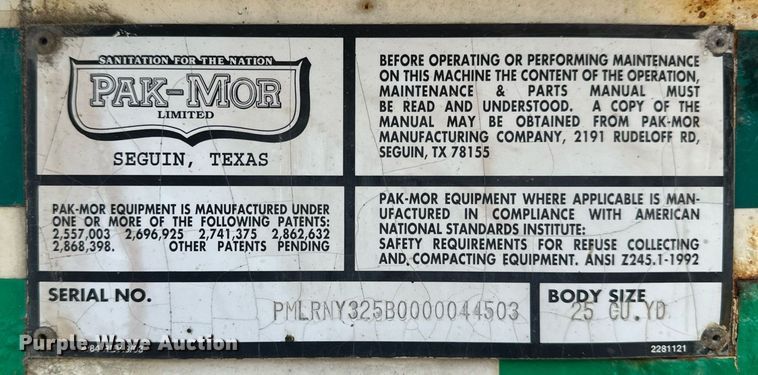 SANITATION FOR THE NATION
PAK-MOR
LIMITED
SEGUIN, TEXAS
BEFORE OPERATING OR PERFORMING MAINTENANCE
ON THIS MACHINE THE CONTENT OF THE OPERATION,
MAINTENANCE & PARTS MANUAL MUST
BE READ AND UNDERSTOOD. A COPY OF THE
MANUAL MAY BE OBTAINED FROM PAK-MOR
MANUFACTURING COMPANY, 2191 RUDELOFF RD,
SEGUIN, TX 78155
PAK-MOR EQUIPMENT IS MANUFACTURED UNDER
ONE OR MORE OF THE FOLLOWING PATENTS:
2,557,003 2,696,925 2,741,375 2,862,632
2,868,398. OTHER PATENTS PENDING
PAK-MOR EQUIPMENT WHERE APPLICABLE IS MAN-
UFACTURED IN COMPLIANCE WITH AMERICAN
NATIONAL STANDARDS INSTITUTE:
SAFETY REQUIREMENTS FOR REFUSE COLLECTING
AND COMPACTING EQUIPMENT. ANSI Z245.1-1992
SERIAL NO.
PMLRNY325B0000044503
BODY SIZE
25 CU.YD.
Purple Wave Auction
2281121